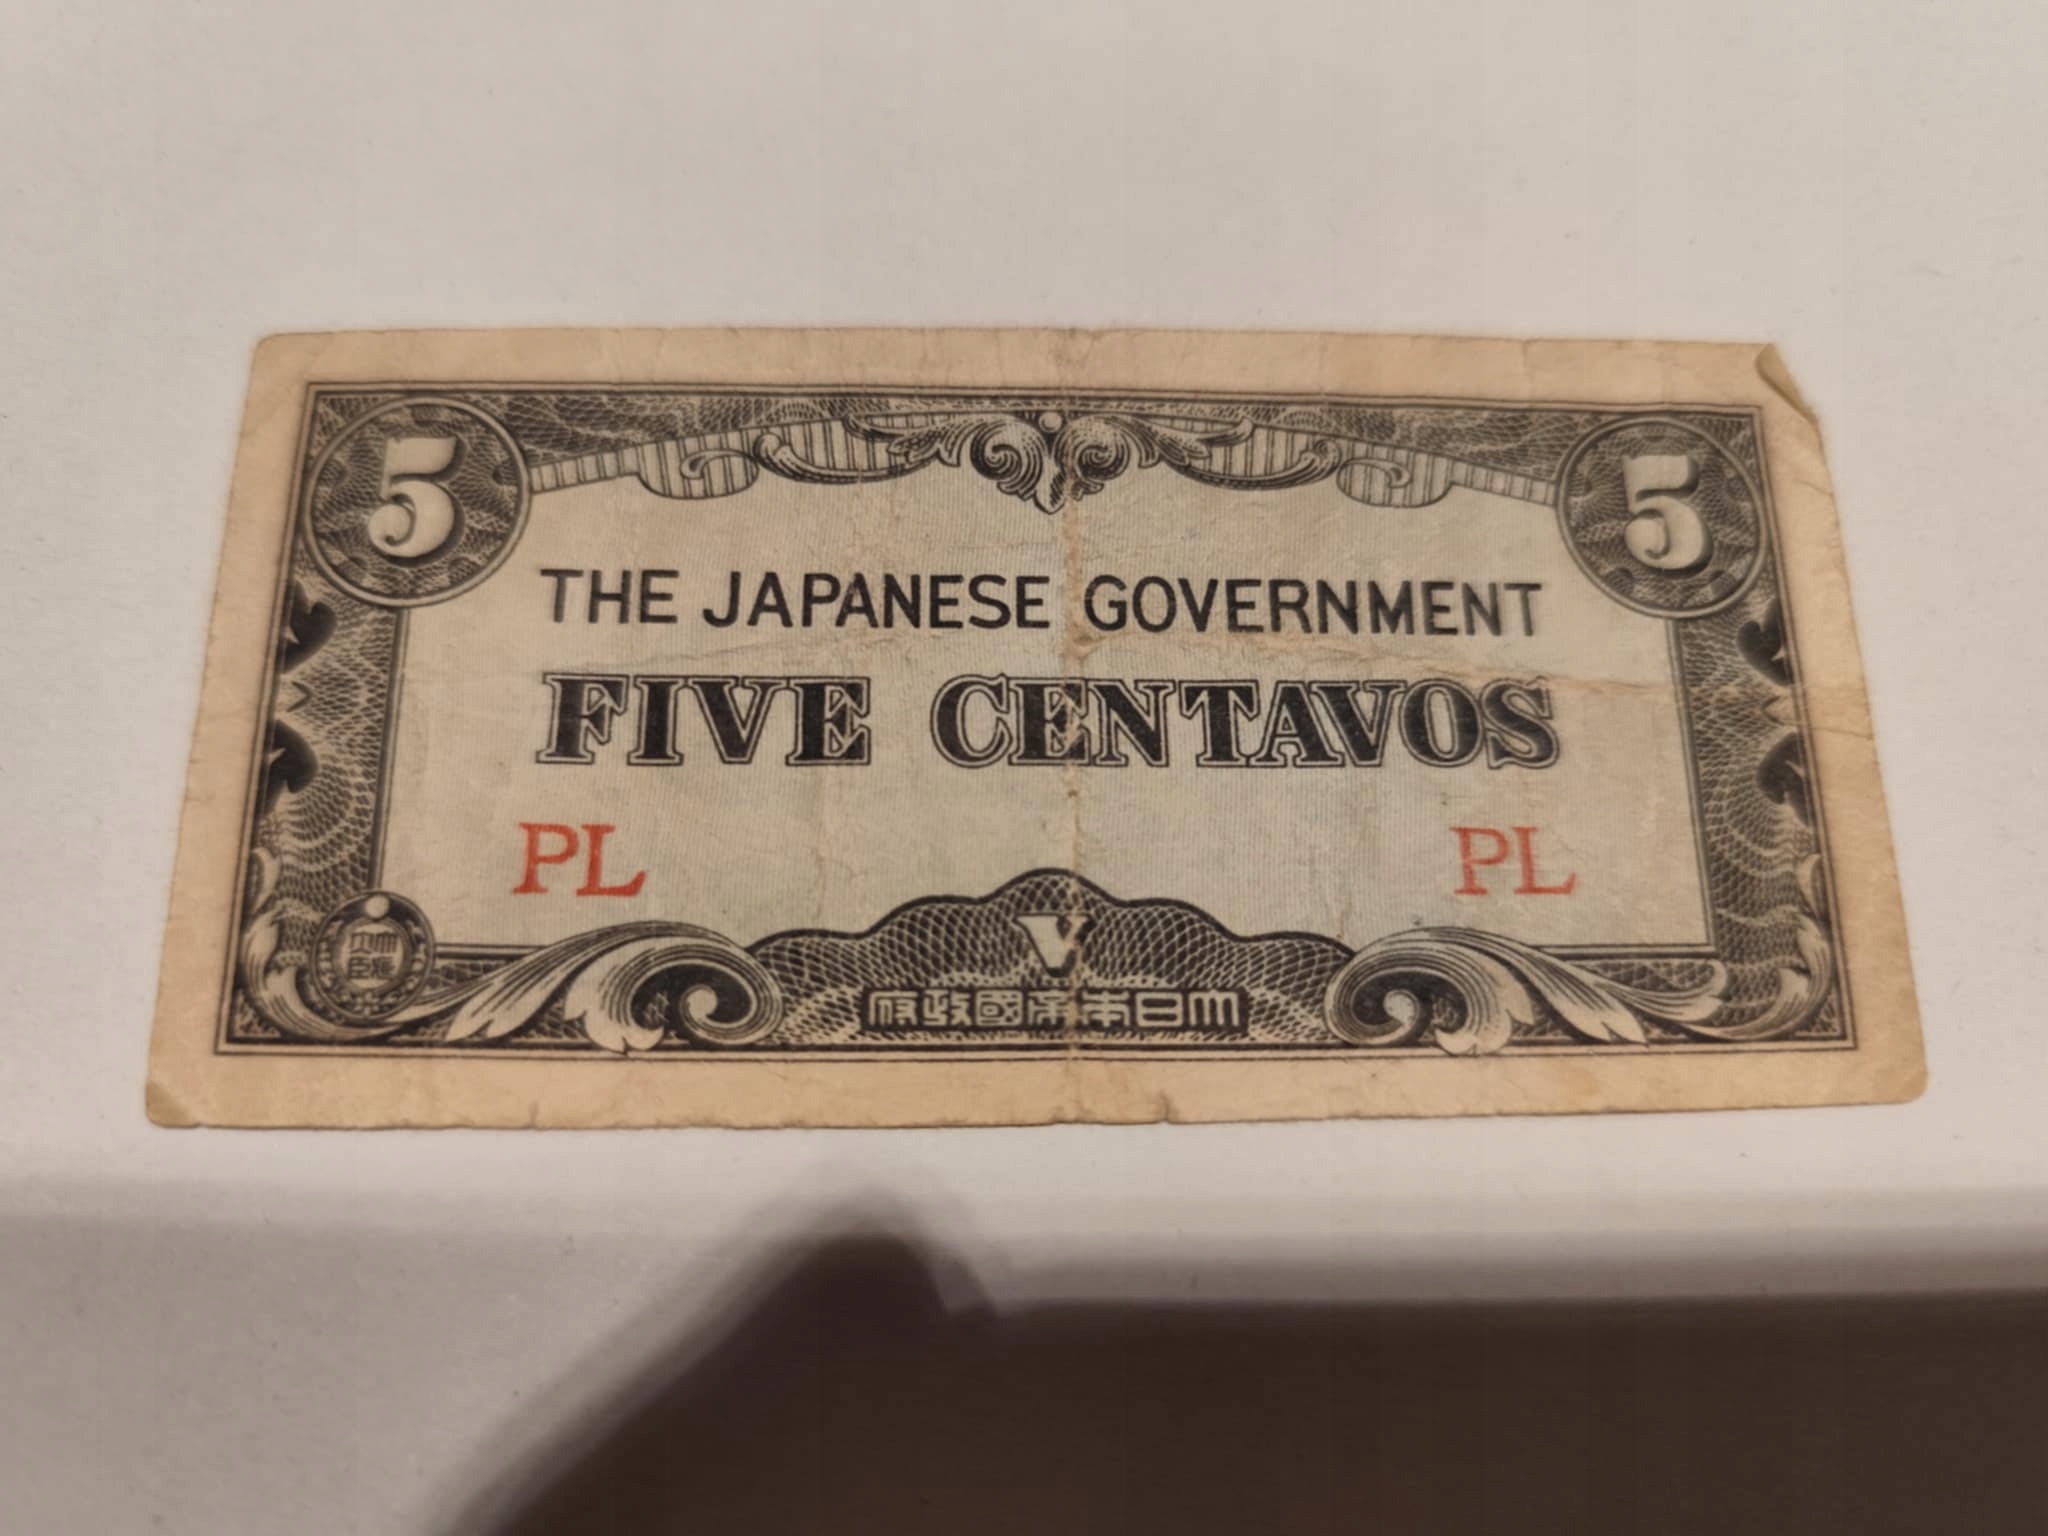 5 5
THE JAPANESE GOVERNMENT
FIVE CENTAVOS
PL PL
V
府政國帝本日大